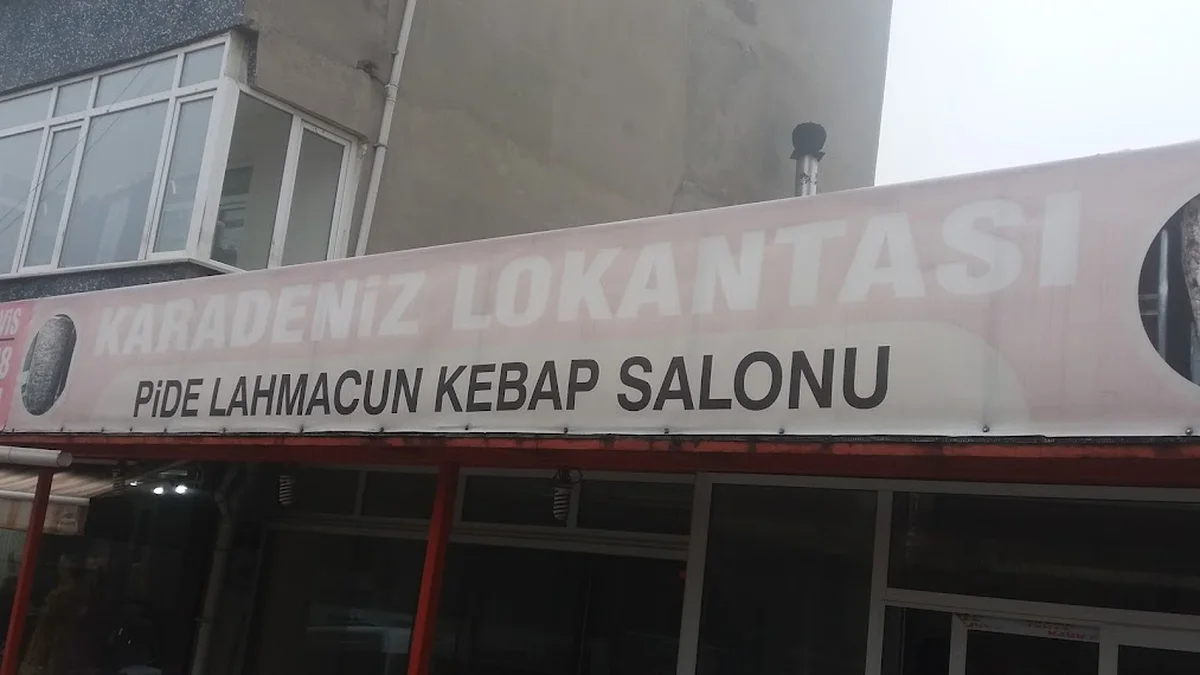 KARADENİZ LOKANTASI
PİDE LAHMACUN KEBAP SALONU